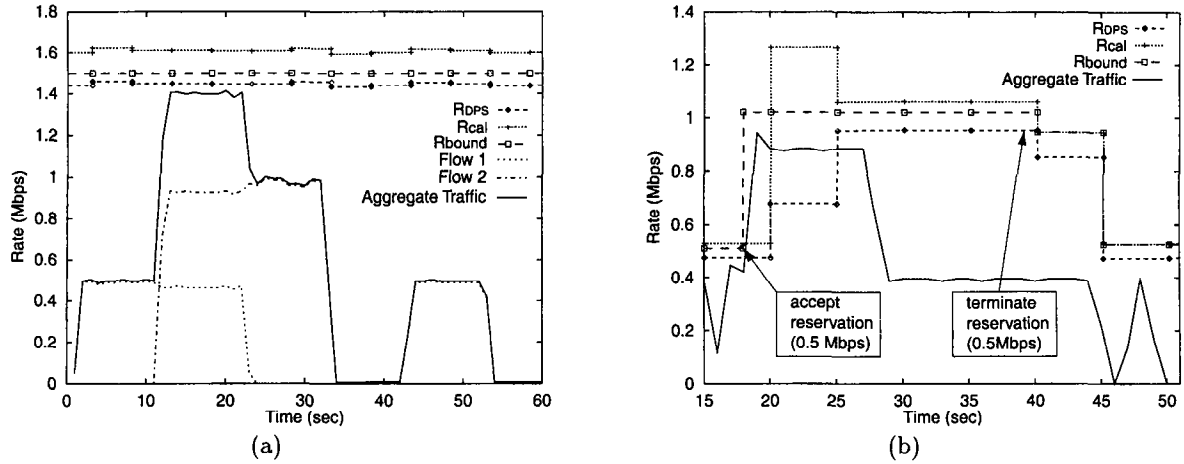 1.8
1.6
1.4
1.2
1
0.8
0.6
0.4
0.2
0
Rate (Mbps)
RDPS
Rcal
Rbound
Flow 1
Flow 2
Aggregate Traffic
0 10 20 30 40 50 60
Time (sec)
(a)
1.4
1.2
1
0.8
0.6
0.4
0.2
0
Rate (Mbps)
RDPS
Rcal
Rbound
Aggregate Traffic
accept
reservation
(0.5 Mbps)
terminate
reservation
(0.5Mbps)
15 20 25 30 35 40 45 50
Time (sec)
(b)